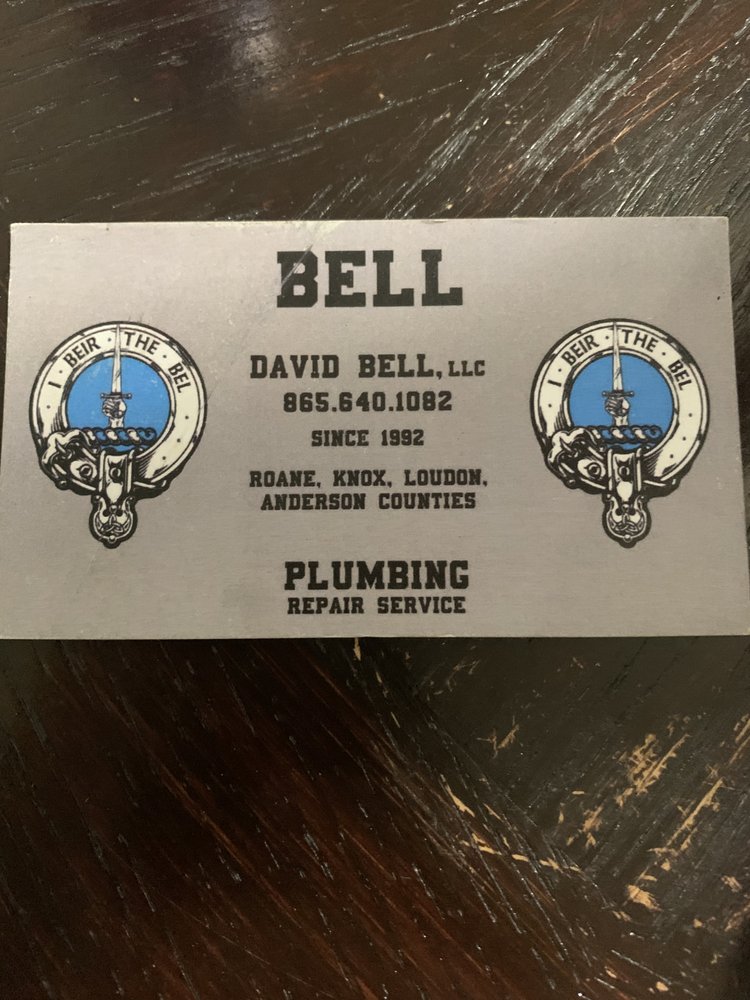 BELL
I BEIR THE BEL
DAVID BELL, LLC
865.640.1082
SINCE 1992
ROANE, KNOX, LOUDON,
ANDERSON COUNTIES
I BEIR THE BEL
PLUMBING
REPAIR SERVICE